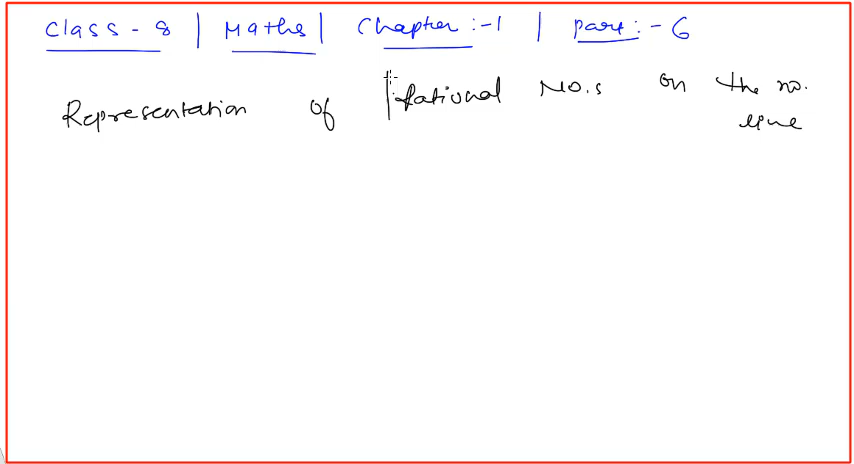 Class - 8 | Maths | Chapter :- 1 | Part :- 6
Representation of Rational No.s on the no.
line